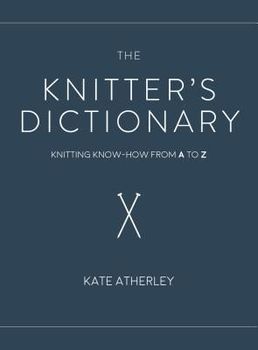 THE
KNITTER'S
DICTIONARY
KNITTING KNOW-HOW FROM A TO Z
KATE ATHERLEY